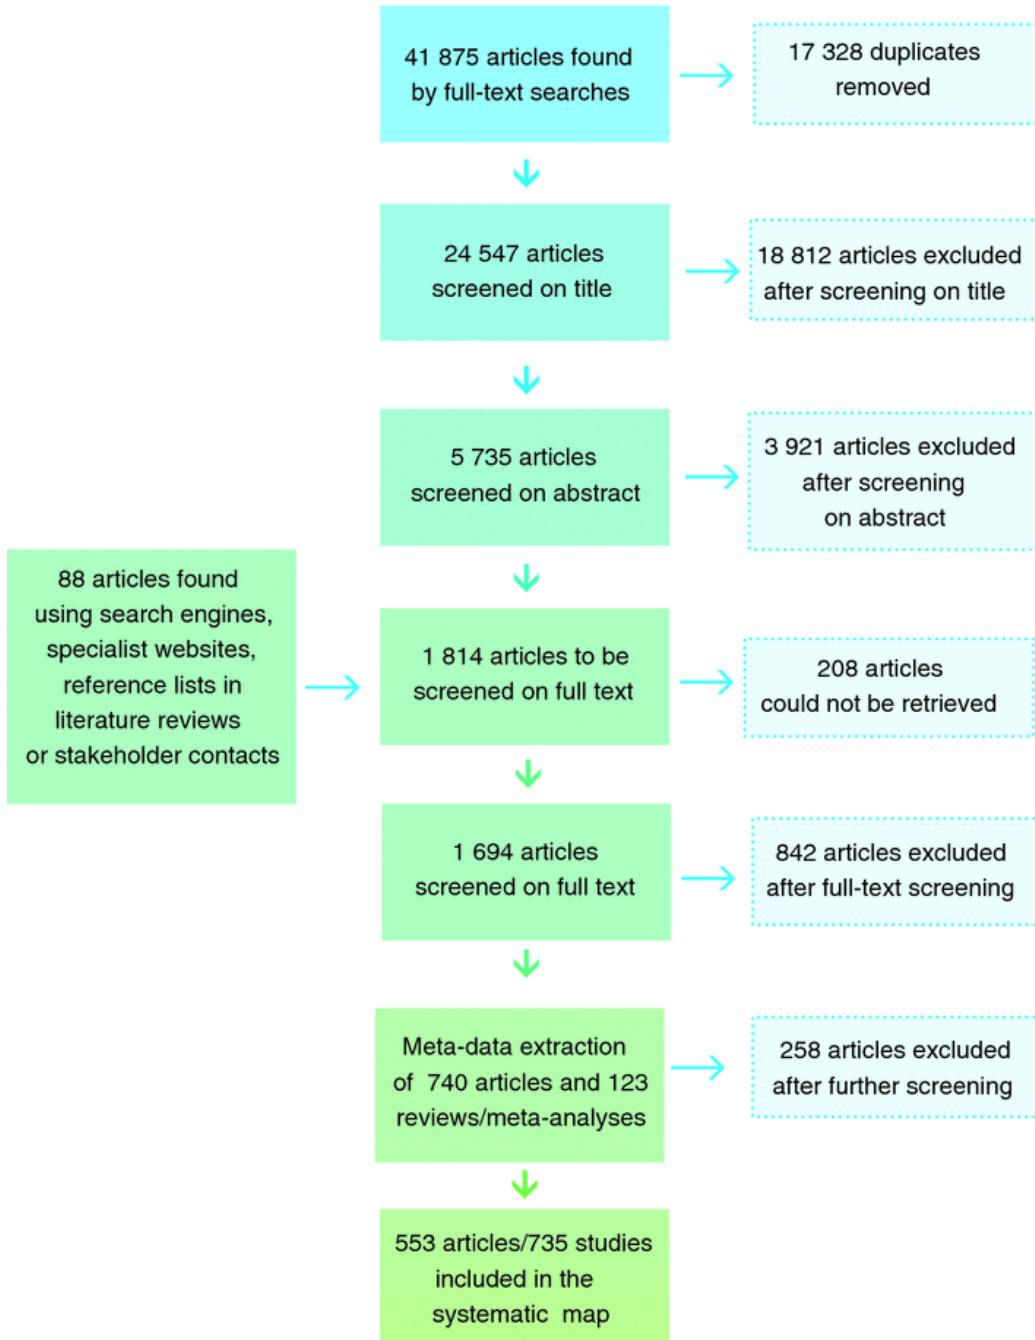 41 875 articles found
by full-text searches
17 328 duplicates
removed
24 547 articles
screened on title
18 812 articles excluded
after screening on title
5 735 articles
screened on abstract
3 921 articles excluded
after screening
on abstract
88 articles found
using search engines,
specialist websites,
reference lists in
literature reviews
or stakeholder contacts
1 814 articles to be
screened on full text
208 articles
could not be retrieved
1 694 articles
screened on full text
842 articles excluded
after full-text screening
Meta-data extraction
of 740 articles and 123
reviews/meta-analyses
258 articles excluded
after further screening
553 articles/735 studies
included in the
systematic map